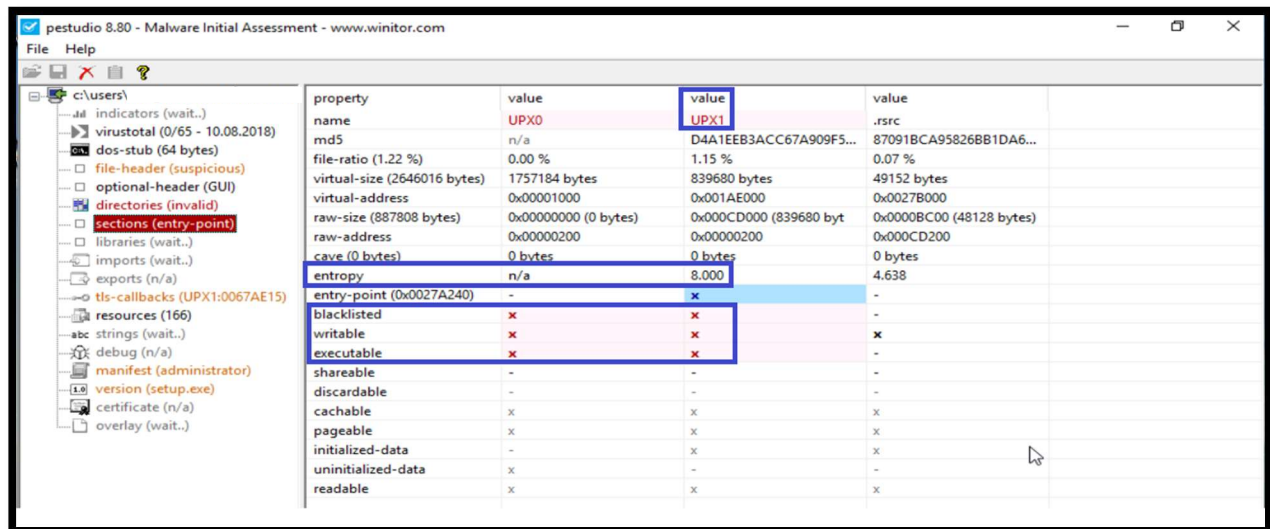 pestudio 8.80 - Malware Initial Assessment - www.winitor.com
File Help
c:\users\
indicators (wait..)
virustotal (0/65 - 10.08.2018)
dos-stub (64 bytes)
file-header (suspicious)
optional-header (GUI)
directories (invalid)
sections (entry-point)
libraries (wait..)
imports (wait..)
exports (n/a)
tls-callbacks (UPX1:0067AE15)
resources (166)
strings (wait..)
debug (n/a)
manifest (administrator)
version (setup.exe)
certificate (n/a)
overlay (wait..)
property value value value
name UPX0 UPX1 .rsrc
md5 n/a D4A1EEB3ACC67A909F5... 87091BCA95826BB1DA6...
file-ratio (1.22 %) 0.00 % 1.15 % 0.07 %
virtual-size (2646016 bytes) 1757184 bytes 839680 bytes 49152 bytes
virtual-address 0x00001000 0x001AE000 0x0027B000
raw-size (887808 bytes) 0x00000000 (0 bytes) 0x000CD000 (839680 byt 0x0000BC00 (48128 bytes)
raw-address 0x00000200 0x00000200 0x000CD200
cave (0 bytes) 0 bytes 0 bytes 0 bytes
entropy n/a 8.000 4.638
entry-point (0x0027A240) - x -
blacklisted x x -
writable x x x
executable x x -
shareable - - -
discardable - - -
cachable x x x
pageable x x x
initialized-data - x x
uninitialized-data x - -
readable x x x